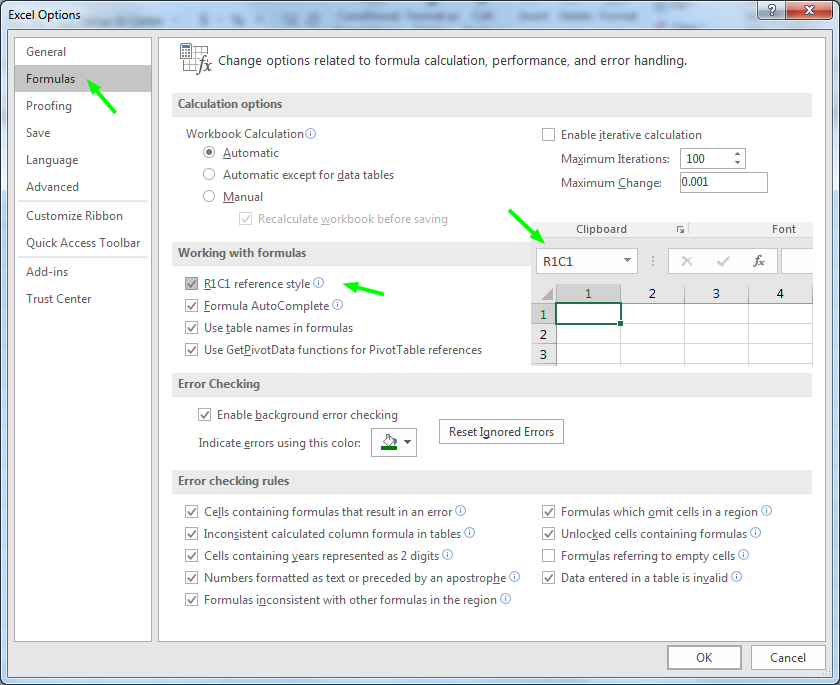 Excel Options
General
Formulas
Proofing
Save
Language
Advanced
Customize Ribbon
Quick Access Toolbar
Add-ins
Trust Center
Change options related to formula calculation, performance, and error handling.
Calculation options
Workbook Calculation
Automatic
Automatic except for data tables
Manual
Recalculate workbook before saving
Enable iterative calculation
Maximum Iterations: 100
Maximum Change: 0.001
Working with formulas
R1C1 reference style
Formula AutoComplete
Use table names in formulas
Use GetPivotData functions for PivotTable references
Clipboard Font
R1C1 fx
1 2 3 4
1
2
3
Error Checking
Enable background error checking
Indicate errors using this color:
Reset Ignored Errors
Error checking rules
Cells containing formulas that result in an error
Inconsistent calculated column formula in tables
Cells containing years represented as 2 digits
Numbers formatted as text or preceded by an apostrophe
Formulas inconsistent with other formulas in the region
Formulas which omit cells in a region
Unlocked cells containing formulas
Formulas referring to empty cells
Data entered in a table is invalid
OK Cancel